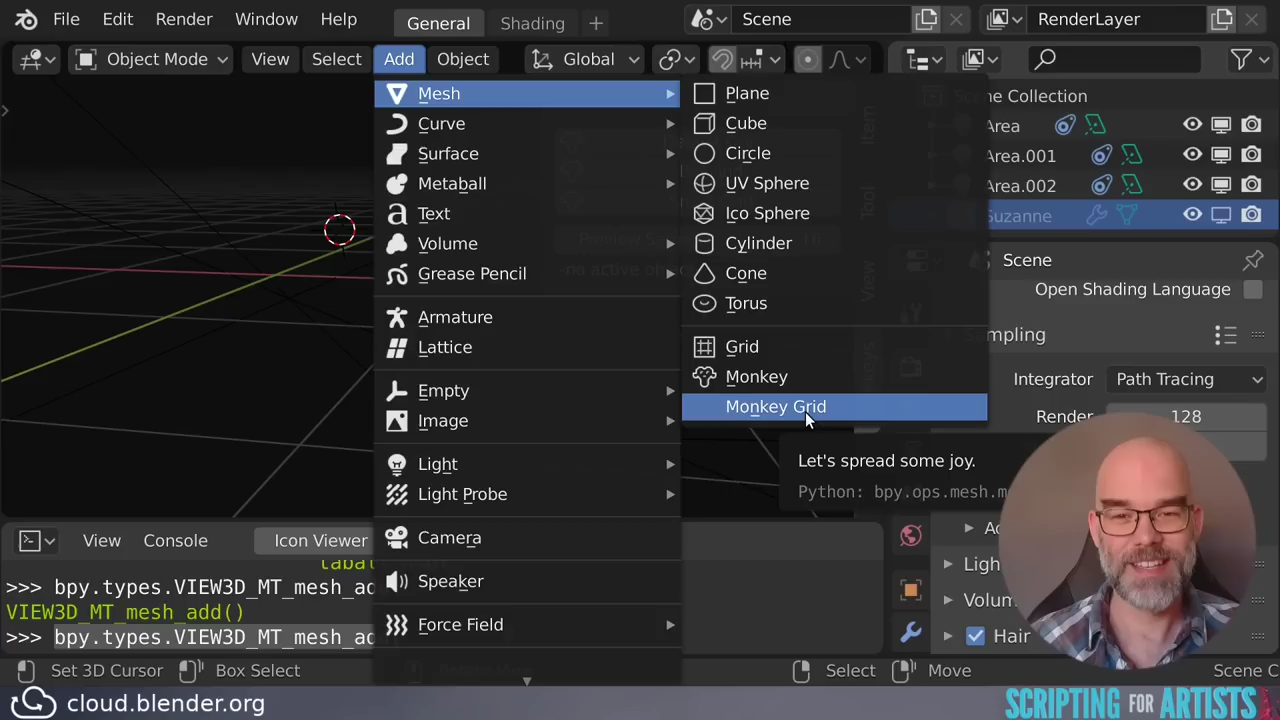 File Edit Render Window Help General Shading + Scene RenderLayer
Object Mode View Select Add Object Global
Mesh
Curve
Surface
Metaball
Text
Volume
Grease Pencil
Armature
Lattice
Empty
Image
Light
Light Probe
Camera
Speaker
Force Field
Plane
Cube
Circle
UV Sphere
Ico Sphere
Cylinder
Cone
Torus
Grid
Monkey
Monkey Grid
Let's spread some joy.
Python: bpy.ops.mesh.m
Item
Tool
View
Scene Collection
Area
Area.001
Area.002
Suzanne
Scene
Open Shading Language
Integrator Path Tracing
Render 128
Hair
View Console Icon Viewer
>>> bpy.types.VIEW3D_MT_mesh_ad
VIEW3D_MT_mesh_add()
>>> bpy.types.VIEW3D_MT_mesh_ad
Set 3D Cursor Box Select Select Move Scene C
cloud.blender.org
SCRIPTING FOR ARTISTS